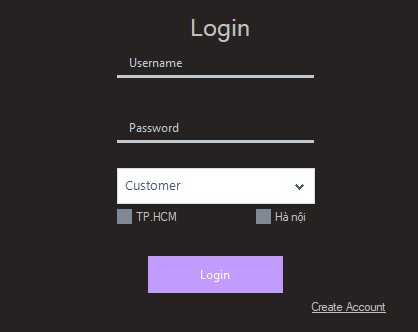 Login
Username
Password
Customer
TP.HCM Hà nội
Login
Create Account